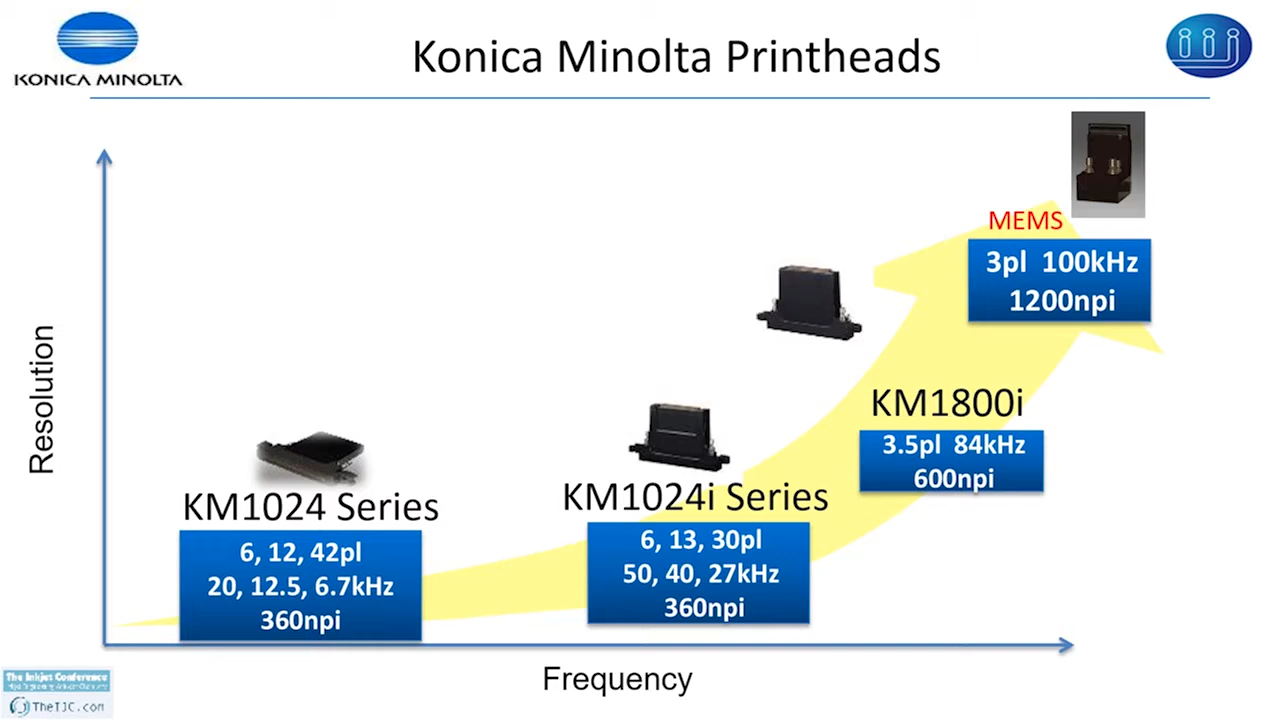 KONICA MINOLTA
Konica Minolta Printheads
iij
MEMS
3pl 100kHz
1200npi
KM1800i
3.5pl 84kHz
600npi
KM1024i Series
6, 13, 30pl
50, 40, 27kHz
360npi
KM1024 Series
6, 12, 42pl
20, 12.5, 6.7kHz
360npi
Resolution
Frequency
The Inkjet Conference
TheIJC.com